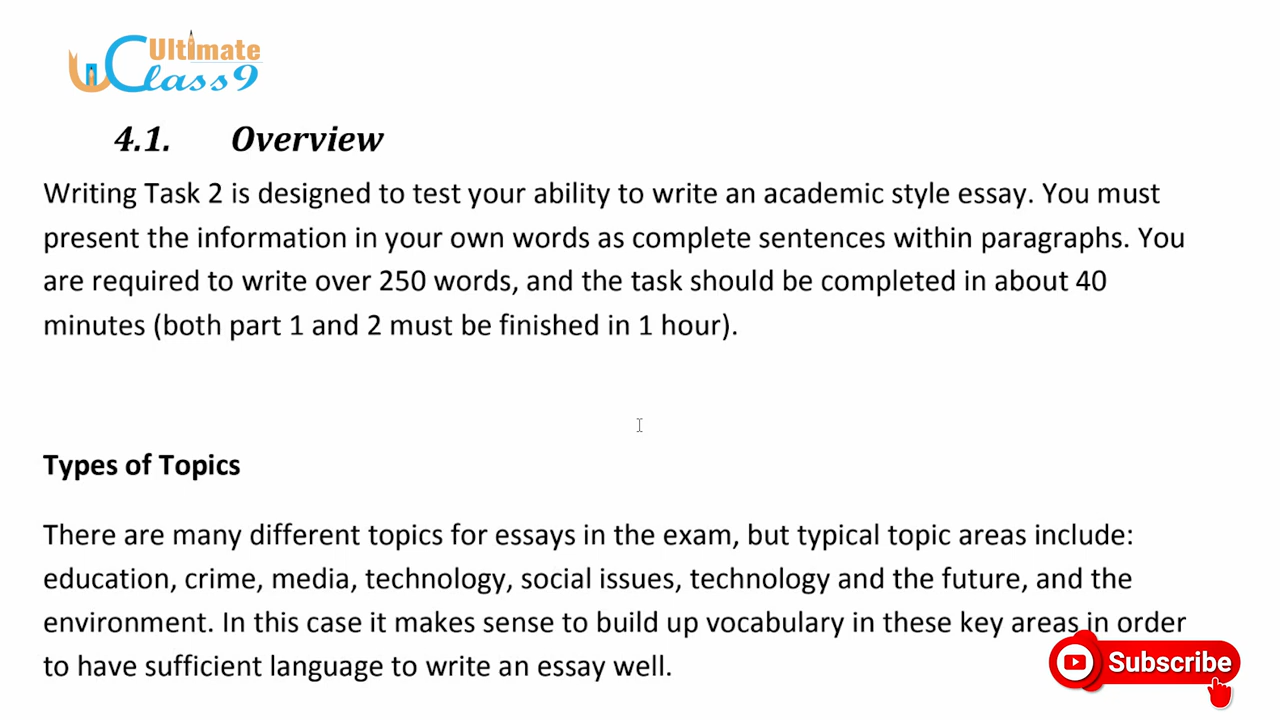 Ultimate
Class9
4.1. Overview
Writing Task 2 is designed to test your ability to write an academic style essay. You must
present the information in your own words as complete sentences within paragraphs. You
are required to write over 250 words, and the task should be completed in about 40
minutes (both part 1 and 2 must be finished in 1 hour).
Types of Topics
There are many different topics for essays in the exam, but typical topic areas include:
education, crime, media, technology, social issues, technology and the future, and the
environment. In this case it makes sense to build up vocabulary in these key areas in order
to have sufficient language to write an essay well.
Subscribe